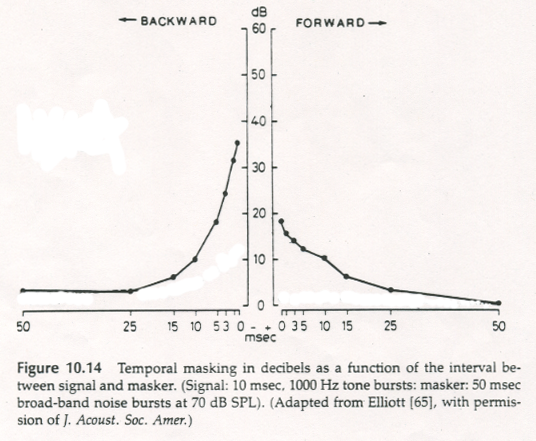 dB
← BACKWARD FORWARD →
60
50
40
30
20
10
0
50 25 15 10 5 3 0 - + 0 3 5 10 15 25 50
msec
Figure 10.14 Temporal masking in decibels as a function of the interval be-
tween signal and masker. (Signal: 10 msec, 1000 Hz tone bursts: masker: 50 msec
broad-band noise bursts at 70 dB SPL). (Adapted from Elliott [65], with permis-
sion of J. Acoust. Soc. Amer.)